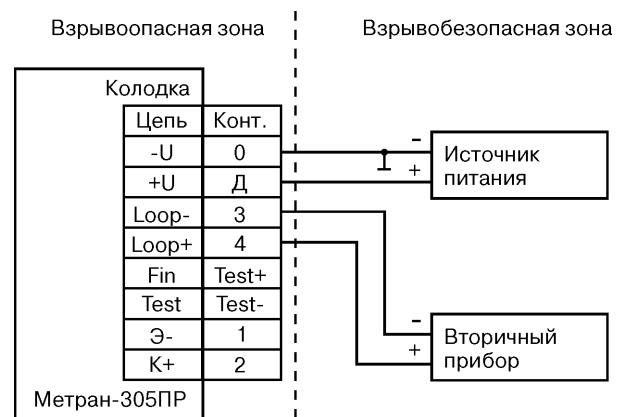 Взрывоопасная зона Взрывобезопасная зона
Колодка
Цепь Конт.
-U 0
+U Д
Loop- 3
Loop+ 4
Fin Test+
Test Test-
Э- 1
К+ 2
Метран-305ПР
- Источник
+ питания
- Вторичный
+ прибор